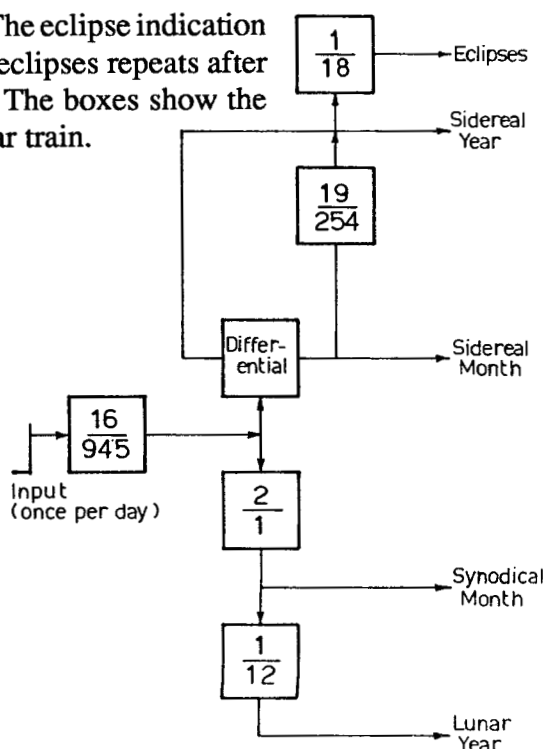 The eclipse indication
eclipses repeats after
The boxes show the
ar train.
1
18
Eclipses
Sidereal
Year
19
254
Differ-
ential
Sidereal
Month
16
945
Input
(once per day)
2
1
Synodical
Month
1
12
Lunar
Year